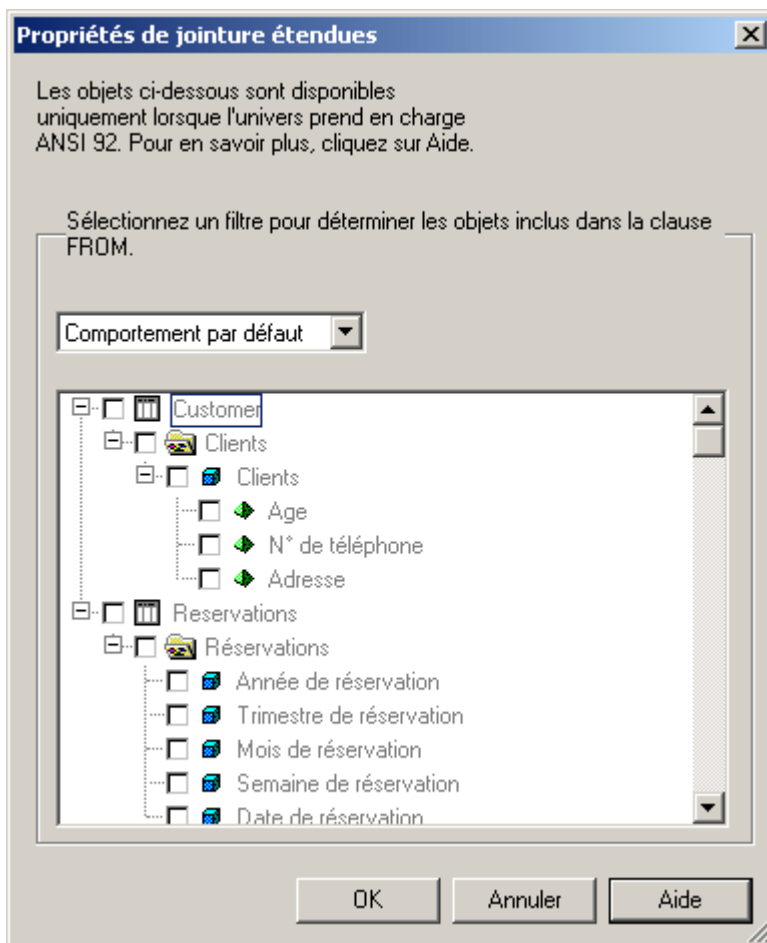 Propriétés de jointure étendues
Les objets ci-dessous sont disponibles
uniquement lorsque l'univers prend en charge
ANSI 92. Pour en savoir plus, cliquez sur Aide.
Sélectionnez un filtre pour déterminer les objets inclus dans la clause
FROM.
Comportement par défaut
Customer
Clients
Clients
Age
N° de téléphone
Adresse
Reservations
Réservations
Année de réservation
Trimestre de réservation
Mois de réservation
Semaine de réservation
Date de réservation
OK
Annuler
Aide